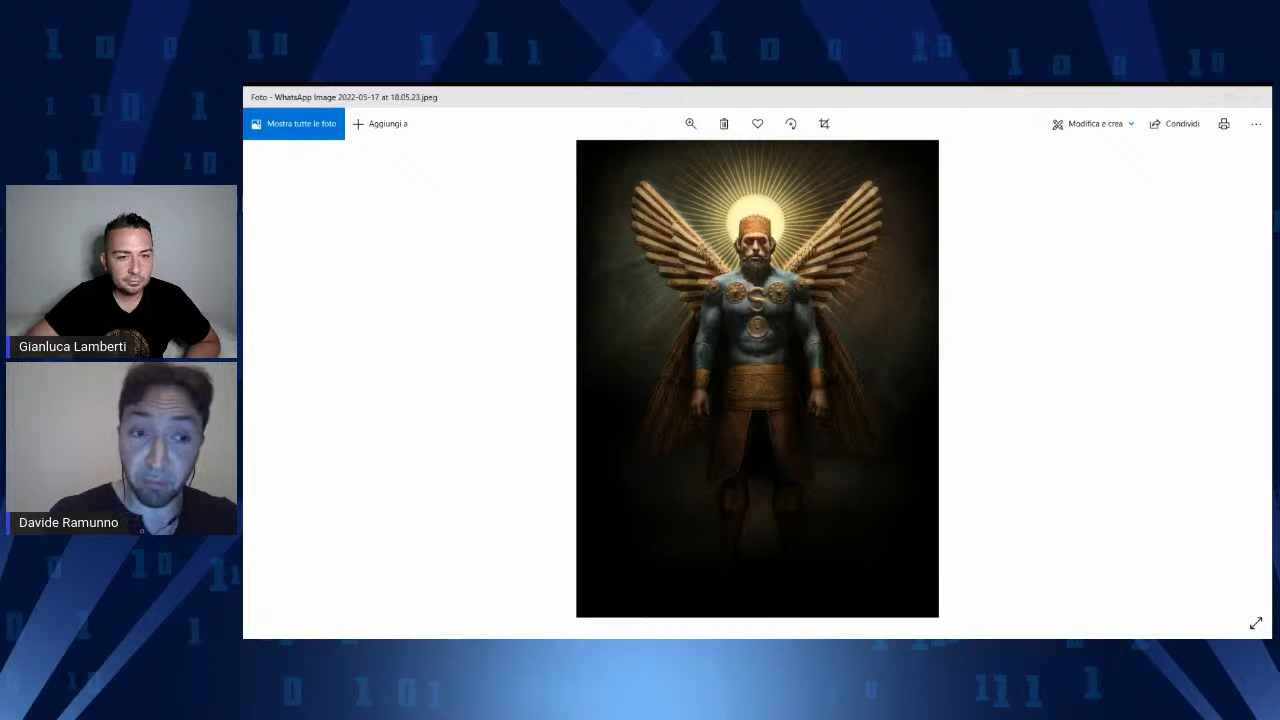 Foto - WhatsApp Image 2022-05-17 at 18.05.23.jpeg
Mostra tutte le foto
Aggiungi a
Modifica e crea
Condividi
Gianluca Lamberti
Davide Ramunno